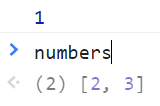 1
numbers
(2) [2, 3]